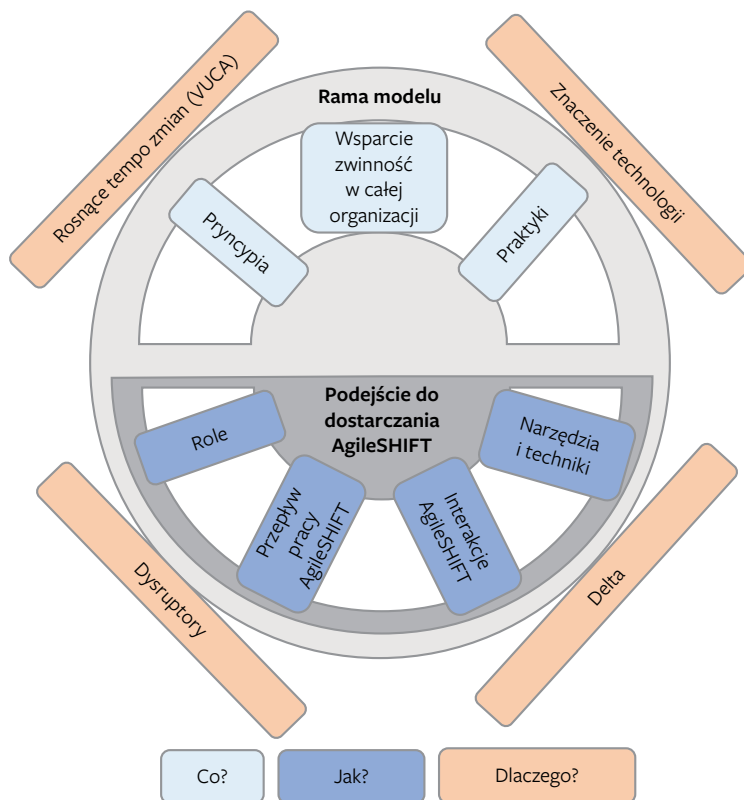 Rosnące tempo zmian (VUCA)
Znaczenie technologii
Rama modelu
Wsparcie
zwinność
w całej
organizacji
Pryncypia
Praktyki
Podejście do
dostarczania
AgileSHIFT
Role
Narzędzia
i techniki
Przepływ
pracy
AgileSHIFT
Interakcje
AgileSHIFT
Dysruptory
Delta
Co?
Jak?
Dlaczego?